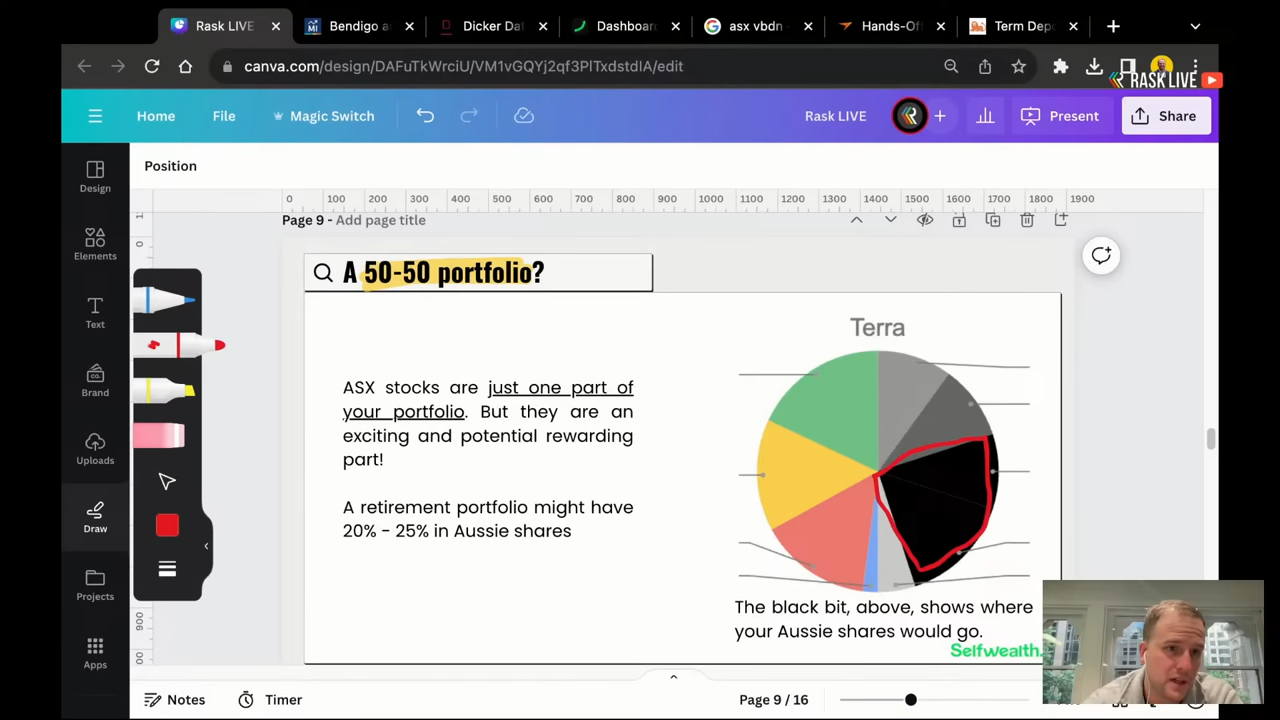 Rask LIVE
Bendigo a
Dicker Da
Dashboar
asx vbdn
Hands-Of
Term Dep
canva.com/design/DAFuTkWrciU/VM1vGQYj2qf3PITxdstdIA/edit
RASK LIVE
Home
File
Magic Switch
Rask LIVE
Present
Share
Position
Design
Elements
Text
Brand
Uploads
Draw
Projects
Apps
0 100 200 300 400 500 600 700 800 900 1000 1100 1200 1300 1400 1500 1600 1700 1800 1900
Page 9 - Add page title
A 50-50 portfolio?
ASX stocks are just one part of
your portfolio. But they are an
exciting and potential rewarding
part!
A retirement portfolio might have
20% - 25% in Aussie shares
Terra
The black bit, above, shows where
your Aussie shares would go.
Selfwealth.
Notes
Timer
Page 9 / 16